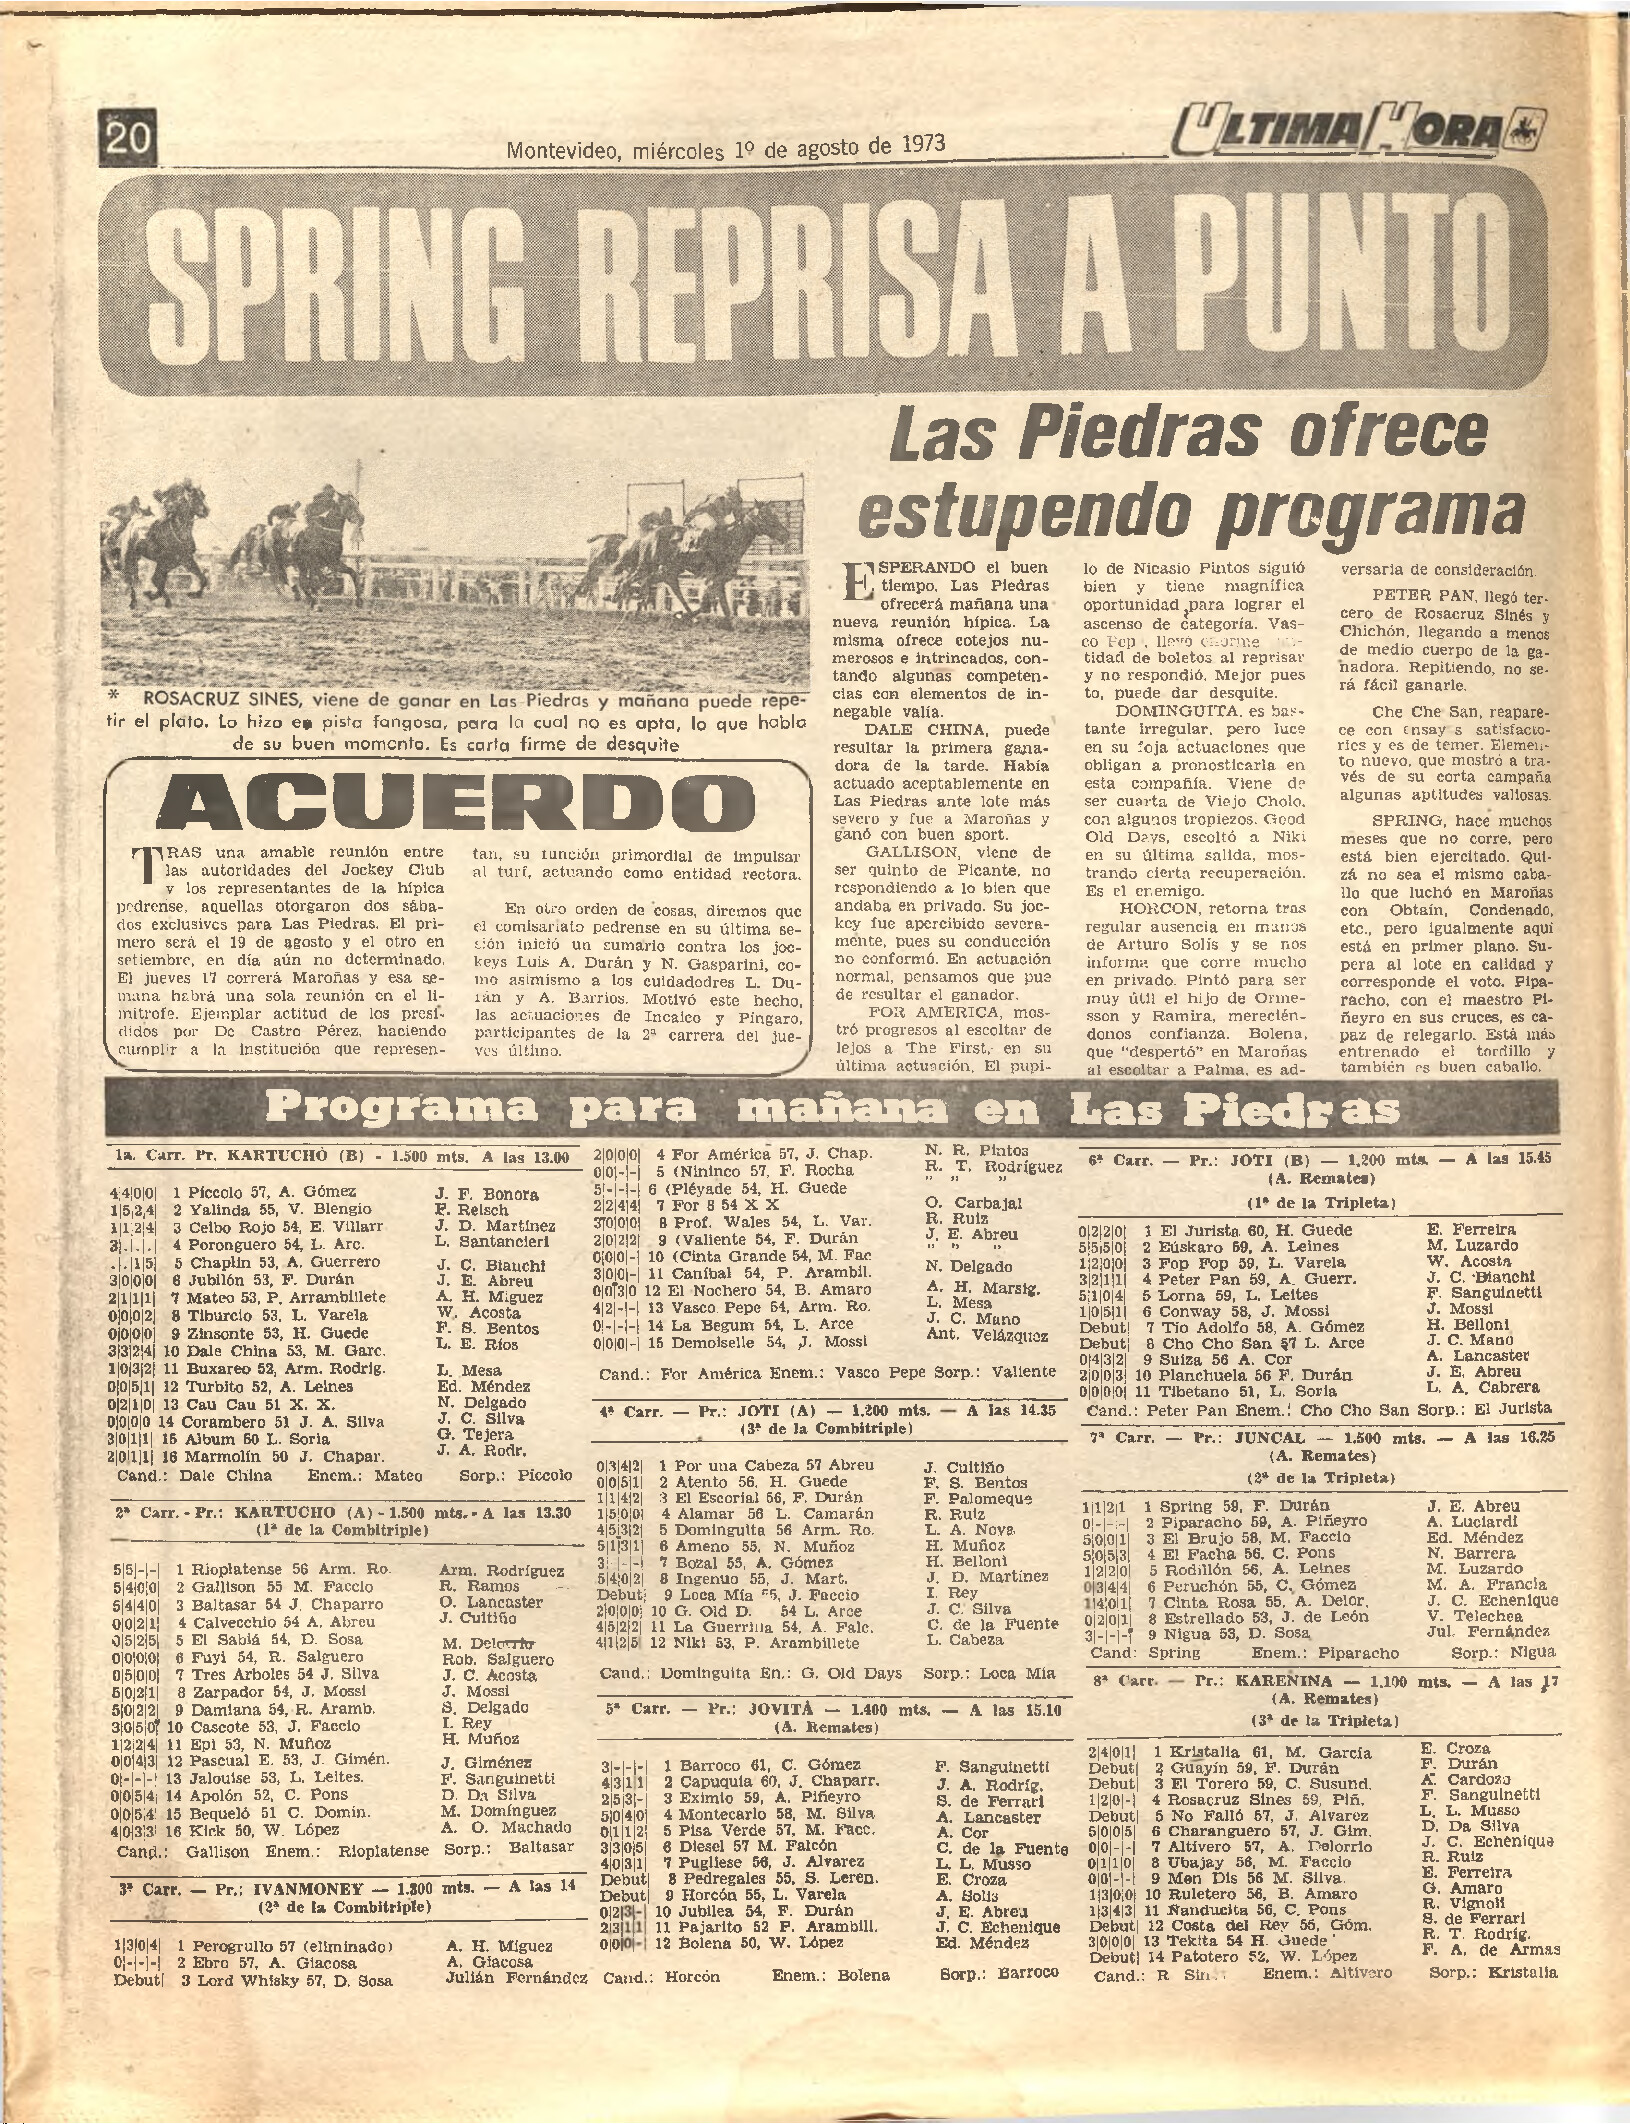 20
Montevideo, miércoles 1º de agosto de 1973
ULTIMA HORA
SPRING REPRISA A PUNTO
Las Piedras ofrece
estupendo programa
* ROSACRUZ SINES, viene de ganar en Las Piedras y mañana puede repe-
tir el plato. Lo hizo en pista fangosa, para la cual no es apta, lo que habla
de su buen momento. Es carta firme de desquite
ACUERDO
TRAS una amable reunión entre
las autoridades del Jockey Club
y los representantes de la hípica
pedrense, aquellas otorgaron dos sába-
dos exclusivos para Las Piedras. El pri-
mero será el 19 de agosto y el otro en
setiembre, en día aún no determinado.
El jueves 17 correrá Maroñas y esa se-
mana habrá una sola reunión en el li-
mítrofe. Ejemplar actitud de los presi-
didos por De Castro Pérez, haciendo
cumplir a la Institución que represen-
tan, su función primordial de impulsar
al turf, actuando como entidad rectora.
En otro orden de cosas, diremos que
el comisariato pedrense en su última se-
sión inició un sumario contra los joc-
keys Luis A. Durán y N. Gasparini, co-
mo asimismo a los cuidadodres L. Du-
rán y A. Barrios. Motivó este hecho,
las actuaciones de Incaico y Píngaro,
participantes de la 2ª carrera del jue-
ves último.
ESPERANDO el buen
tiempo, Las Piedras
ofrecerá mañana una
nueva reunión hípica. La
misma ofrece cotejos nu-
merosos e intrincados, con-
tando algunas competen-
cias con elementos de in-
negable valía.
DALE CHINA, puede
resultar la primera gana-
dora de la tarde. Había
actuado aceptablemente en
Las Piedras ante lote más
severo y fue a Maroñas y
ganó con buen sport.
GALLISON, viene de
ser quinto de Picante, no
respondiendo a lo bien que
andaba en privado. Su joc-
key fue apercibido severa-
mente, pues su conducción
no conformó. En actuación
normal, pensamos que pue
de resultar el ganador.
FOR AMERICA, mos-
tró progresos al escoltar de
lejos a The First, en su
última actuación. El pupi-
lo de Nicasio Pintos siguió
bien y tiene magnífica
oportunidad para lograr el
ascenso de categoría. Vas-
co Pep , llevó enorme
tidad de boletos al reprisar
y no respondió. Mejor pues
to, puede dar desquite.
DOMINGUITA, es bas-
tante irregular, pero luce
en su foja actuaciones que
obligan a pronosticarla en
esta compañía. Viene de
ser cuarta de Viejo Cholo,
con algunos tropiezos. Good
Old Days, escoltó a Niki
en su última salida, mos-
trando cierta recuperación.
Es el enemigo.
HORCON, retorna tras
regular ausencia en manos
de Arturo Solís y se nos
informa que corre mucho
en privado. Pintó para ser
muy útil el hijo de Orme-
sson y Ramira, merecién-
donos confianza. Bolena,
que "despertó" en Maroñas
al escoltar a Palma, es ad-
versaria de consideración.
PETER PAN, llegó ter-
cero de Rosacruz Sinés y
Chichón, llegando a menos
de medio cuerpo de la ga-
nadora. Repitiendo, no se-
rá fácil ganarle.
Che Che San, reapare-
ce con ensay s satisfacto-
rios y es de temer. Elemen-
to nuevo, que mostró a tra-
vés de su corta campaña
algunas aptitudes valiosas.
SPRING, hace muchos
meses que no corre, pero
está bien ejercitado. Qui-
zá no sea el mismo caba-
llo que luchó en Maroñas
con Obtaín, Condenado,
etc., pero igualmente aquí
está en primer plano. Su-
pera al lote en calidad y
corresponde el voto. Pipa-
racho, con el maestro Pi-
ñeyro en sus cruces, es ca-
paz de relegarlo. Está más
entrenado el tordillo y
también es buen caballo.
Programa para mañana en Las Piedras
1a. Carr. Pr. KARTUCHO (B) - 1.500 mts. A las 13.00
4|4|0|0| 1 Píccolo 57, A. Gómez J. F. Bonora
1|5|2|4| 2 Yalinda 55, V. Blengio F. Reisch
1|1|2|4| 3 Ceibo Rojo 54, E. Villarr J. D. Martínez
3|.|.|.| 4 Poronguero 54, L. Arc. L. Santancieri
.|.|1|5| 5 Chaplin 53, A. Guerrero J. C. Bianchi
3|0|0|0| 6 Jubilón 53, F. Durán J. E. Abreu
2|1|1|1| 7 Mateo 53, P. Arrambillete A. H. Míguez
0|0|0|2| 8 Tiburcio 53, L. Varela W. Acosta
0|0|0|0| 9 Zinsonte 53, H. Guede F. S. Bentos
3|3|2|4| 10 Dale China 53, M. Garc. L. E. Ríos
1|0|3|2| 11 Buxareo 52, Arm. Rodríg. L. Mesa
0|0|5|1| 12 Turbito 52, A. Leines Ed. Méndez
0|2|1|0| 13 Cau Cau 51 X. X. N. Delgado
0|0|0|0 14 Corambero 51 J. A. Silva J. C. Silva
3|0|1|1| 15 Album 50 L. Soria G. Tejera
2|0|1|1| 16 Marmolín 50 J. Chapar. J. A. Rodr.
Cand.: Dale China Enem.: Mateo Sorp.: Píccolo
2ª Carr. - Pr.: KARTUCHO (A) - 1.500 mts. - A las 13.30
(1ª de la Combitriple)
5|5|-|-| 1 Rioplatense 56 Arm. Ro. Arm. Rodríguez
5|4|0|0| 2 Gallison 55 M. Faccio R. Ramos
5|4|4|0| 3 Baltasar 54 J. Chaparro O. Lancaster
0|0|2|1| 4 Calvecchio 54 A. Abreu J. Cuitiño
0|5|2|5| 5 El Sabiá 54, D. Sosa M. Delorrio
0|0|0|0| 6 Fuyi 54, R. Salguero Rob. Salguero
0|5|0|0| 7 Tres Arboles 54 J. Silva J. C. Acosta
5|0|2|1| 8 Zarpador 54, J. Mossi J. Mossi
5|0|2|2| 9 Damiana 54, R. Aramb. S. Delgado
3|0|5|0| 10 Cascote 53, J. Faccio I. Rey
1|2|2|4| 11 Epí 53, N. Muñoz H. Muñoz
0|0|4|3| 12 Pascual E. 53, J. Gimén. J. Giménez
0|-|-|-| 13 Jalouise 53, L. Leites. F. Sanguinetti
0|0|5|4| 14 Apolón 52, C. Pons D. Da Silva
0|0|5|4| 15 Bequeló 51 C. Domin. M. Domínguez
4|0|3|3| 16 Kick 50, W. López A. O. Machado
Cand.: Gallison Enem.: Rioplatense Sorp.: Baltasar
3ª Carr. — Pr.: IVANMONEY — 1.800 mts. — A las 14
(2ª de la Combitriple)
1|3|0|4| 1 Perogrullo 57 (eliminado) A. H. Míguez
0|-|-|-| 2 Ebro 57, A. Giacosa A. Giacosa
Debut| 3 Lord Whisky 57, D. Sosa Julián Fernández
2|0|0|0| 4 For América 57, J. Chap. N. R. Pintos
0|0|-|-| 5 (Nininco 57, F. Rocha R. T. Rodríguez
5|-|-|-| 6 (Pléyade 54, H. Guede " " "
2|2|4|4| 7 For 8 54 X X O. Carbajal
3|0|0|0| 8 Prof. Wales 54, L. Var. R. Ruiz
2|0|2|2| 9 (Valiente 54, F. Durán J. E. Abreu
0|0|0|-| 10 (Cinta Grande 54, M. Fac " " "
3|0|0|-| 11 Caníbal 54, P. Arambil. N. Delgado
0|0|3|0 12 El Nochero 54, B. Amaro A. H. Marsig.
4|2|-|-| 13 Vasco Pepe 54, Arm. Ro. L. Mesa
0|-|-|-| 14 La Begum 54, L. Arce J. C. Mano
0|0|0|-| 15 Demoiselle 54, J. Mossi Ant. Velázquez
Cand.: For América Enem.: Vasco Pepe Sorp.: Valiente
4ª Carr. — Pr.: JOTI (A) — 1.200 mts. — A las 14.35
(3ª de la Combitriple)
0|3|4|2| 1 Por una Cabeza 57 Abreu J. Cuitiño
0|0|5|1| 2 Atento 56, H. Guede F. S. Bentos
1|1|4|2| 3 El Escorial 56, F. Durán F. Palomeque
1|5|0|0| 4 Alamar 56 L. Camarán R. Ruiz
4|5|3|2| 5 Dominguita 56 Arm. Ro. L. A. Nova
5|1|3|1| 6 Ameno 55, N. Muñoz H. Muñoz
3|-|-|-| 7 Bozal 55, A. Gómez H. Belloni
5|4|0|2| 8 Ingenuo 55, J. Mart. J. D. Martínez
Debut| 9 Loca Mía 55, J. Faccio I. Rey
2|0|0|0| 10 G. Old D. 54 L. Arce J. C. Silva
4|5|2|2| 11 La Guerrilla 54, A. Falc. C. de la Fuente
4|1|2|5| 12 Niki 53, P. Arambillete L. Cabeza
Cand.: Dominguita En.: G. Old Days Sorp.: Loca Mía
5ª Carr. — Pr.: JOVITA — 1.400 mts. — A las 15.10
(A. Remates)
3|-|-|-| 1 Barroco 61, C. Gómez F. Sanguinetti
4|3|1|1| 2 Capuquía 60, J. Chaparr. J. A. Rodríg.
2|5|3|-| 3 Eximio 59, A. Piñeyro S. de Ferrari
5|0|4|0| 4 Montecarlo 58, M. Silva A. Lancaster
0|1|1|2| 5 Pisa Verde 57, M. Facc. A. Cor
3|3|0|5| 6 Diesel 57 M. Falcón C. de la Fuente
4|0|3|1| 7 Pugliese 56, J. Alvarez L. L. Musso
Debut| 8 Pedregales 55, S. Leren. E. Croza
Debut| 9 Horcón 55, L. Varela A. Solís
0|2|3|-| 10 Jubilea 54, F. Durán J. E. Abreu
2|3|1|1| 11 Pajarito 52 P. Arambill. J. C. Echenique
0|0|0|-| 12 Bolena 50, W. López Ed. Méndez
Cand.: Horcón Enem.: Bolena Sorp.: Barroco
6ª Carr. — Pr.: JOTI (B) — 1.200 mts. — A las 15.45
(A. Remates)
(1ª de la Tripleta)
0|2|2|0| 1 El Jurista 60, H. Guede E. Ferreira
5|5|5|0| 2 Eúskaro 59, A. Leines M. Luzardo
1|2|0|0| 3 Fop Fop 59, L. Varela W. Acosta
3|2|1|1| 4 Peter Pan 59, A. Guerr. J. C. Bianchi
5|1|0|4| 5 Lorna 59, L. Leites F. Sanguinetti
1|0|5|1| 6 Conway 58, J. Mossi J. Mossi
Debut| 7 Tío Adolfo 58, A. Gómez H. Belloni
Debut| 8 Cho Cho San 57 L. Arce J. C. Mano
0|4|3|2| 9 Suiza 56 A. Cor A. Lancaster
2|0|0|3| 10 Planchuela 56 F. Durán J. E. Abreu
0|0|0|0| 11 Tibetano 51, L. Soria L. A. Cabrera
Cand.: Peter Pan Enem.: Cho Cho San Sorp.: El Jurista
7ª Carr. — Pr.: JUNCAL — 1.500 mts. — A las 16.25
(A. Remates)
(2ª de la Tripleta)
1|1|2|1 1 Spring 59, F. Durán J. E. Abreu
0|-|-|-| 2 Piparacho 59, A. Piñeyro A. Luciardi
5|0|0|1| 3 El Brujo 58, M. Faccio Ed. Méndez
5|0|5|3| 4 El Facha 56, C. Pons N. Barrera
1|2|2|0| 5 Rodillón 56, A. Leines M. Luzardo
0|3|4|4| 6 Peruchón 55, C. Gómez M. A. Francia
1|4|0|1| 7 Cinta Rosa 55, A. Delor. J. C. Echenique
0|2|0|1| 8 Estrellado 53, J. de León V. Telechea
3|-|-|-| 9 Nigua 53, D. Sosa Jul. Fernández
Cand: Spring Enem.: Piparacho Sorp.: Nigua
8ª Carr. — Pr.: KARENINA — 1.100 mts. — A las 17
(A. Remates)
(3ª de la Tripleta)
2|4|0|1| 1 Kristalia 61, M. García E. Croza
Debut| 2 Guayín 59, F. Durán F. Durán
Debut| 3 El Torero 59, C. Susund. A. Cardozo
1|2|0|-| 4 Rosacruz Sines 59, Piñ. F. Sanguinetti
Debut| 5 No Falló 57, J. Alvarez L. L. Musso
5|0|0|5| 6 Charanguero 57, J. Gim. D. Da Silva
0|0|-|-| 7 Altivero 57, A. Delorrio J. C. Echenique
0|1|1|0| 8 Ubajay 56, M. Faccio R. Ruiz
0|0|-|-| 9 Men Dis 56 M. Silva. E. Ferreira
1|3|0|0| 10 Ruletero 56, B. Amaro G. Amaro
1|3|4|3| 11 Ñanducita 56, C. Pons R. Vignoli
Debut| 12 Costa del Rey 55, Góm. S. de Ferrari
3|0|0|0| 13 Tekita 54 H. Guede R. T. Rodríg.
Debut| 14 Patotero 52, W. López F. A. de Armas
Cand.: R Sin Enem.: Altivero Sorp.: Kristalia